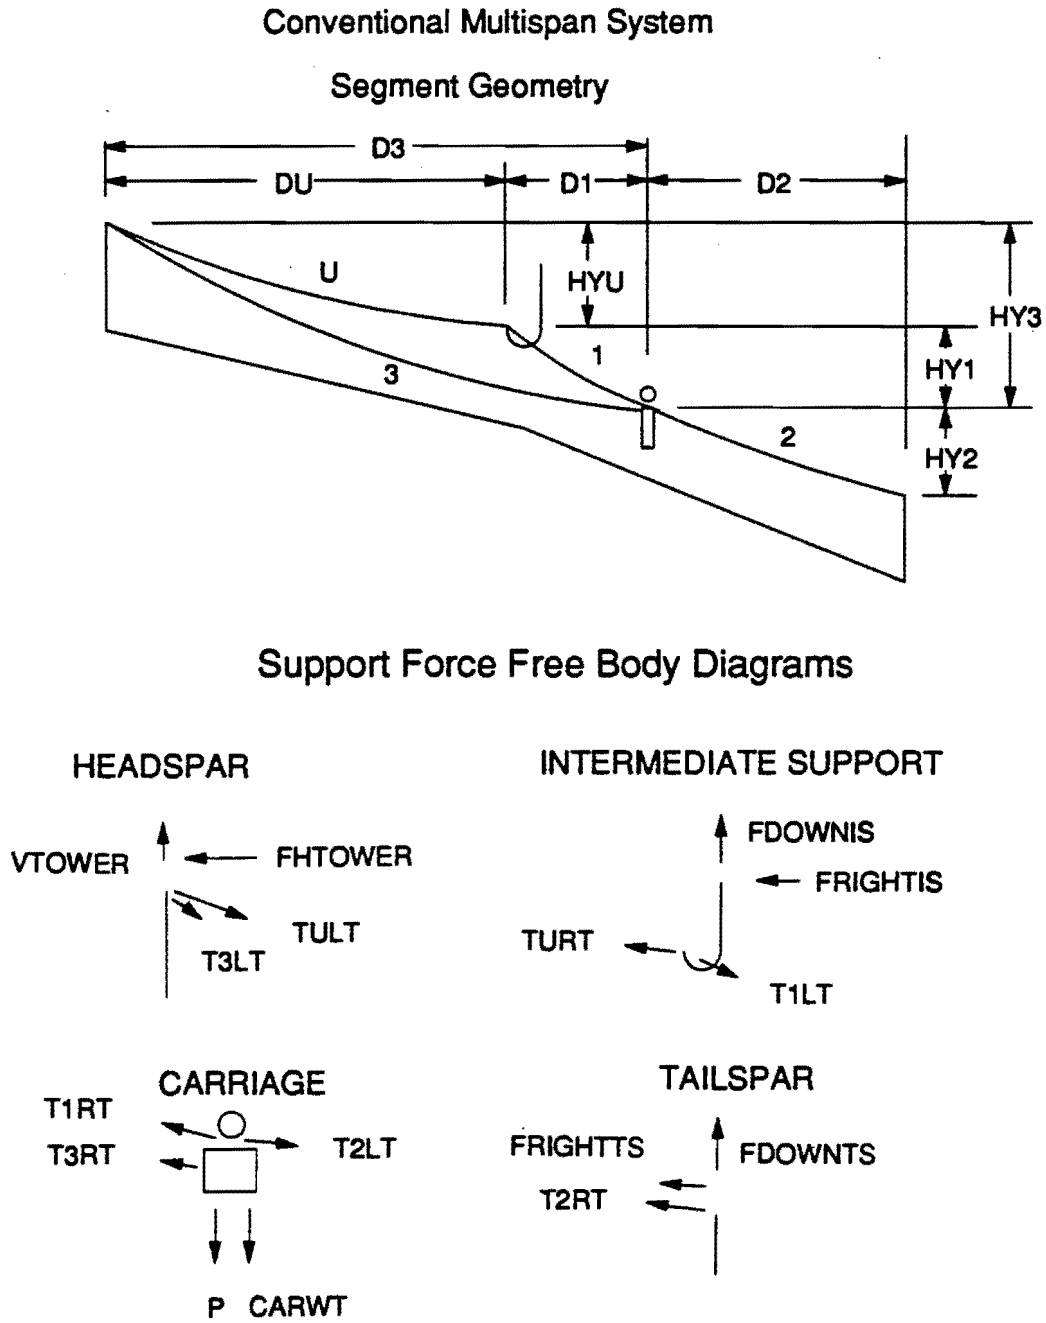 Conventional Multispan System
Segment Geometry
D3
DU
D1
D2
U
HYU
HY3
1
HY1
3
2
HY2
Support Force Free Body Diagrams
HEADSPAR
INTERMEDIATE SUPPORT
VTOWER
FHTOWER
TULT
T3LT
FDOWNIS
FRIGHTIS
TURT
T1LT
CARRIAGE
T1RT
T3RT
T2LT
P CARWT
TAILSPAR
FRIGHTTS
FDOWNTS
T2RT